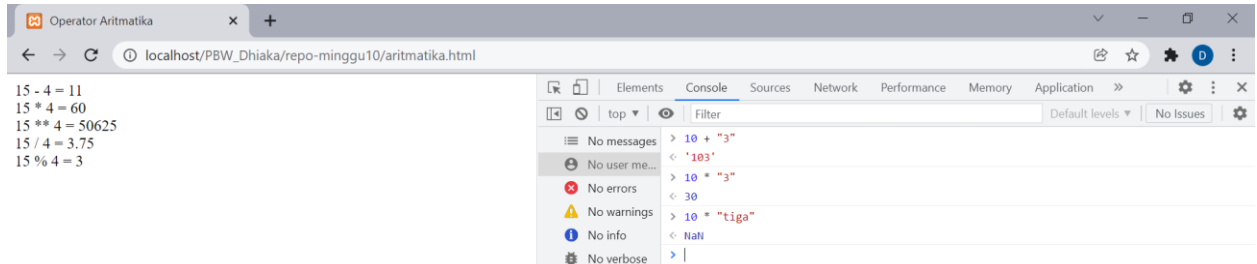 Operator Aritmatika
localhost/PBW_Dhiaka/repo-minggu10/aritmatika.html
D
15 - 4 = 11
15 * 4 = 60
15 ** 4 = 50625
15 / 4 = 3.75
15 % 4 = 3
Elements Console Sources Network Performance Memory Application
top Filter Default levels No Issues
No messages
No user me...
No errors
No warnings
No info
No verbose
> 10 + "3"
'103'
> 10 * "3"
30
> 10 * "tiga"
NaN
>